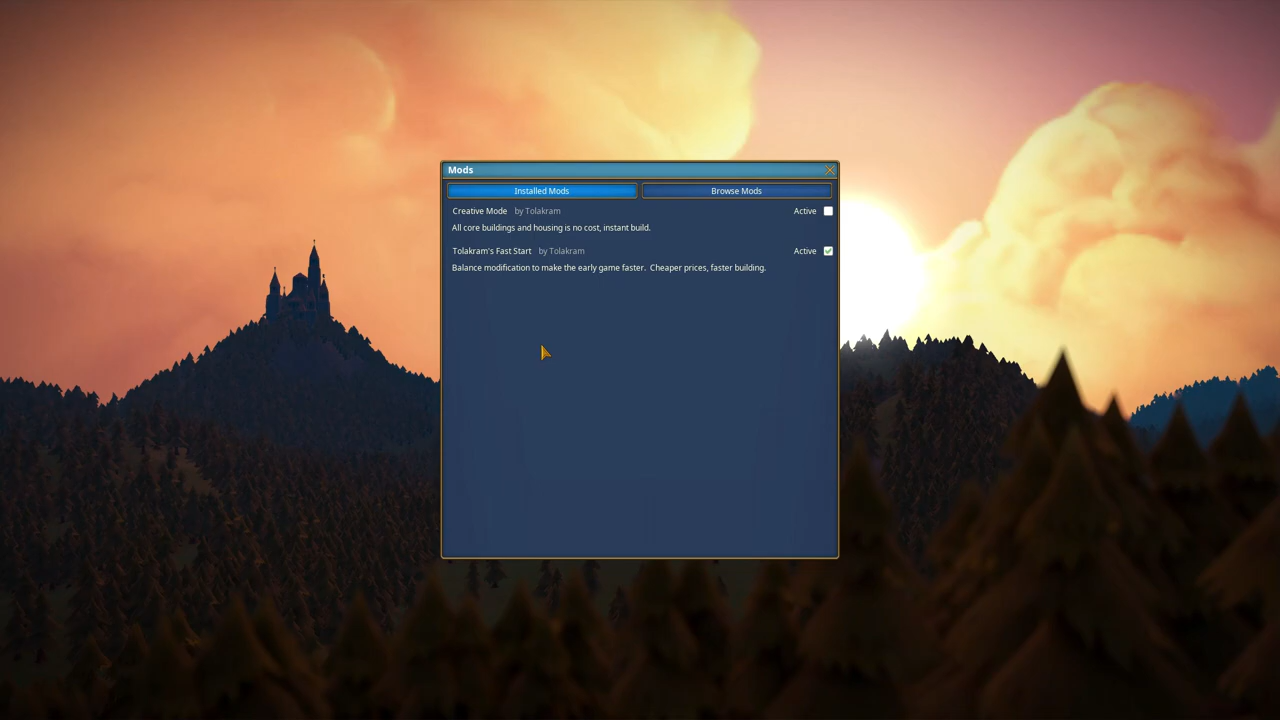 Mods
Installed Mods Browse Mods
Creative Mode by Tolakram Active
All core buildings and housing is no cost, instant build.
Tolakram's Fast Start by Tolakram Active
Balance modification to make the early game faster.  Cheaper prices, faster building.